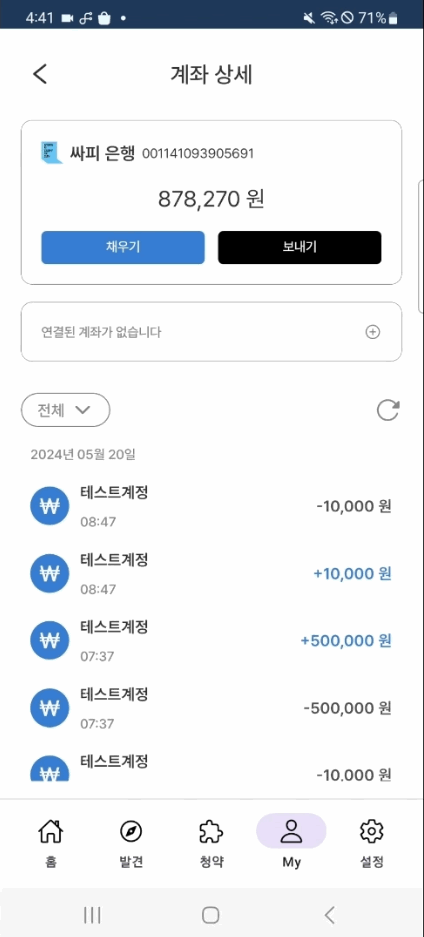 4:41
71%
계좌 상세
싸피 은행 001141093905691
878,270 원
채우기
보내기
연결된 계좌가 없습니다
전체
2024년 05월 20일
테스트계정
08:47
-10,000 원
테스트계정
08:47
+10,000 원
테스트계정
07:37
+500,000 원
테스트계정
07:37
-500,000 원
테스트계정
-10,000 원
홈
발견
청약
My
설정